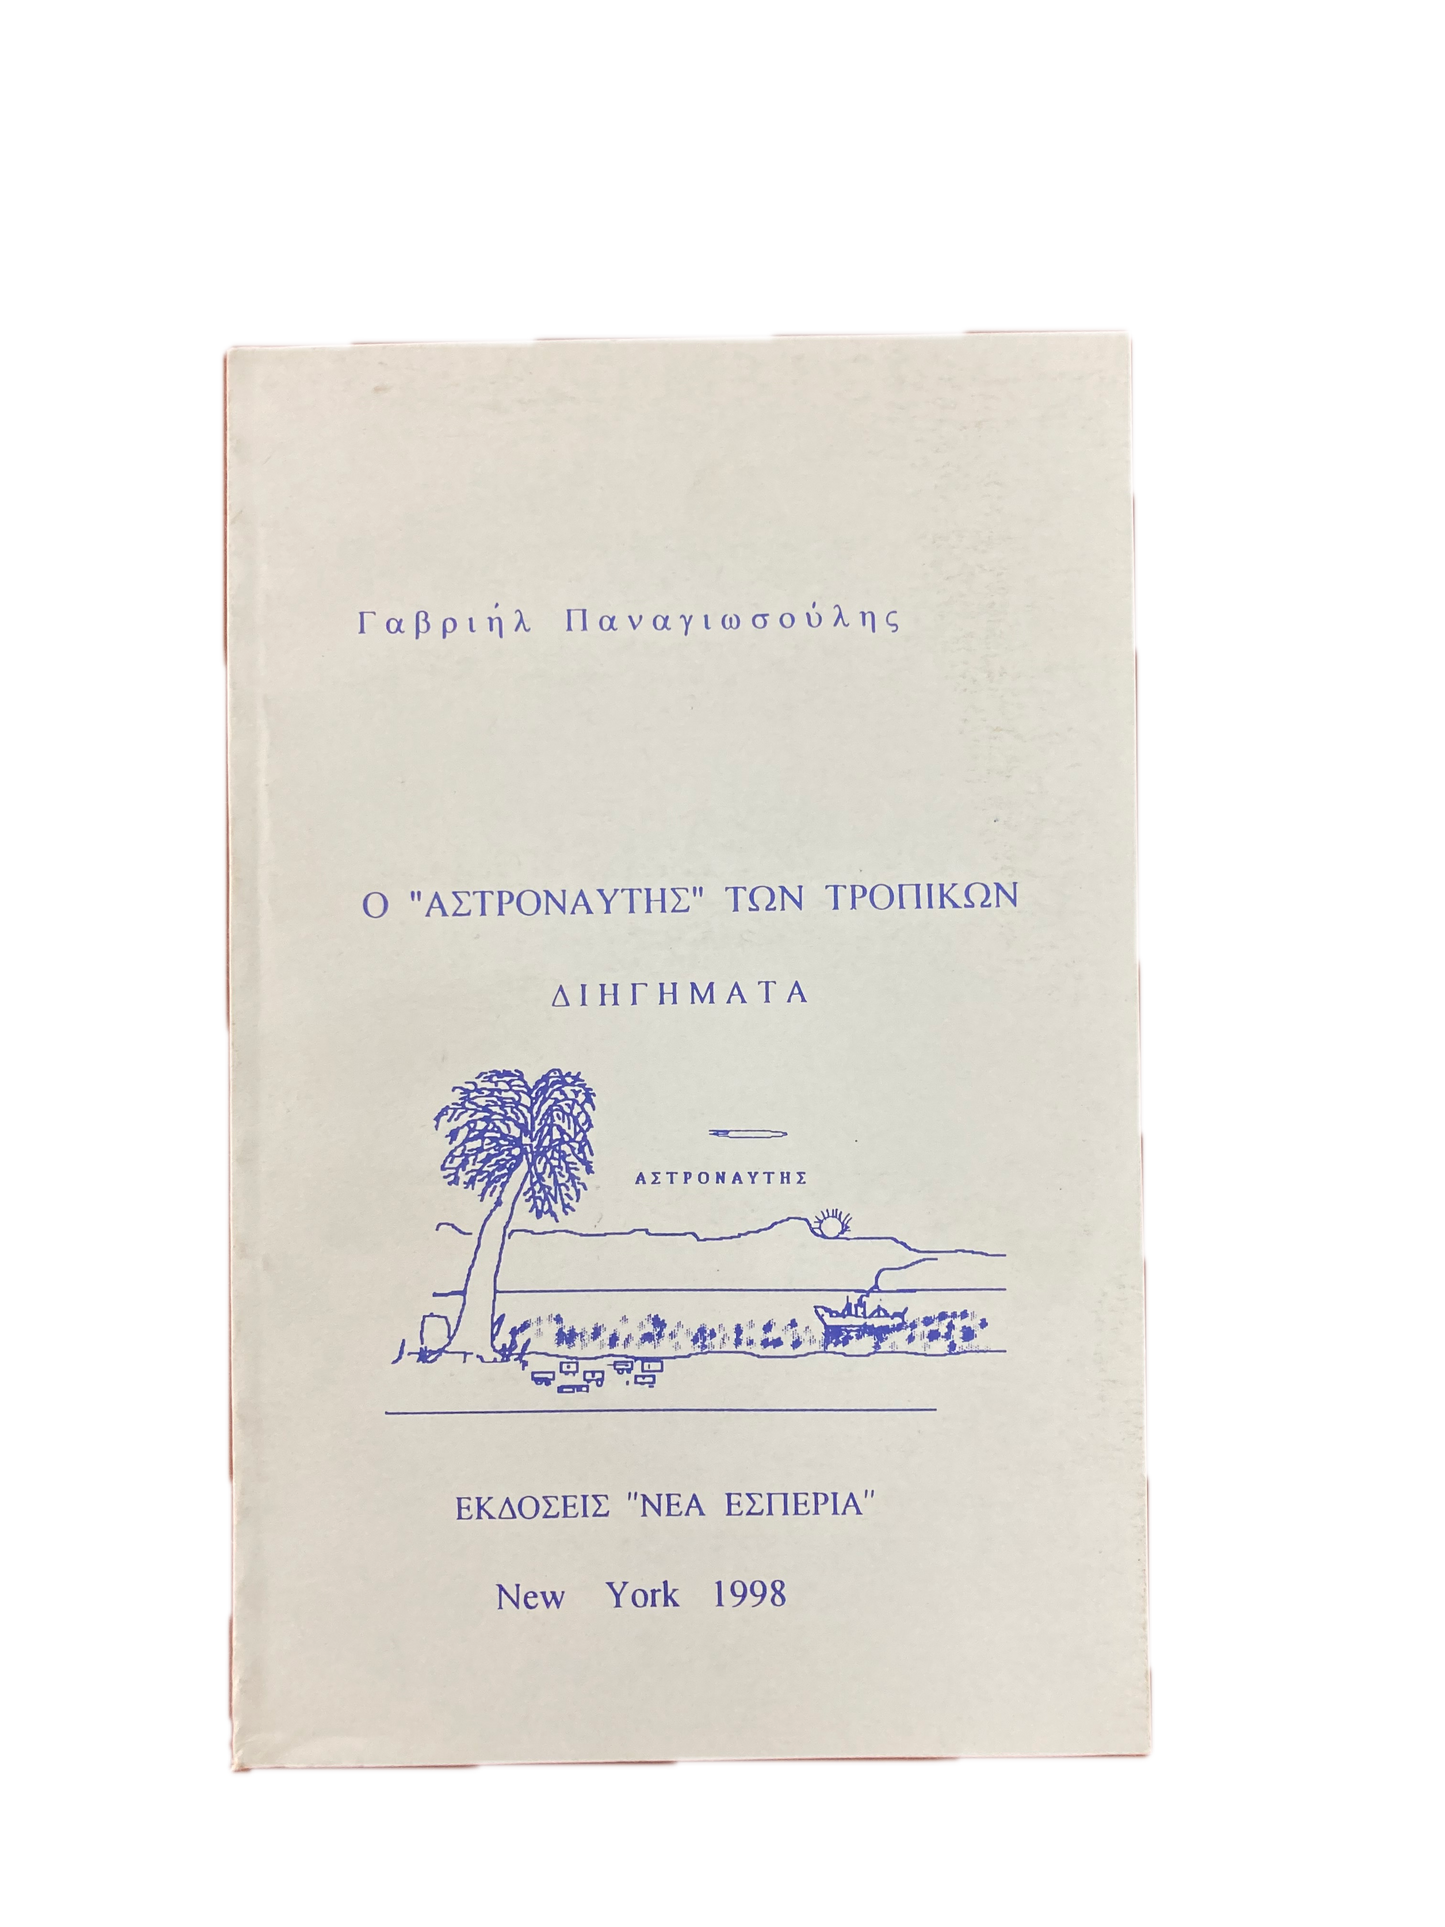 Γαβριήλ Παναγιωσούλης
Ο "ΑΣΤΡΟΝΑΥΤΗΣ" ΤΩΝ ΤΡΟΠΙΚΩΝ
ΔΙΗΓΗΜΑΤΑ
ΑΣΤΡΟΝΑΥΤΗΣ
ΕΚΔΟΣΕΙΣ "ΝΕΑ ΕΣΠΕΡΙΑ"
New York 1998